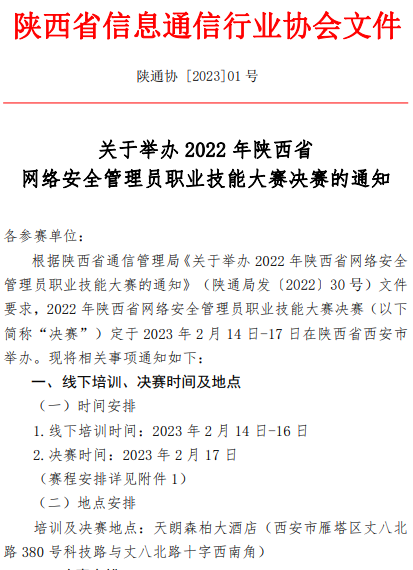 陕西省信息通信行业协会文件
陕通协 [2023]01 号
关于举办 2022 年陕西省
网络安全管理员职业技能大赛决赛的通知
各参赛单位：
根据陕西省通信管理局《关于举办 2022 年陕西省网络安全
管理员职业技能大赛的通知》（陕通局发〔2022〕30 号）文件
要求，2022 年陕西省网络安全管理员职业技能大赛决赛（以下
简称“决赛”）定于 2023 年 2 月 14 日-17 日在陕西省西安市
举办。现将相关事项通知如下：
一、线下培训、决赛时间及地点
（一）时间安排
1.线下培训时间：2023 年 2 月 14 日-16 日
2.决赛时间：2023 年 2 月 17 日
（赛程安排详见附件 1）
（二）地点安排
培训及决赛地点：天朗森柏大酒店（西安市雁塔区丈八北
路 380 号科技路与丈八北路十字西南角）